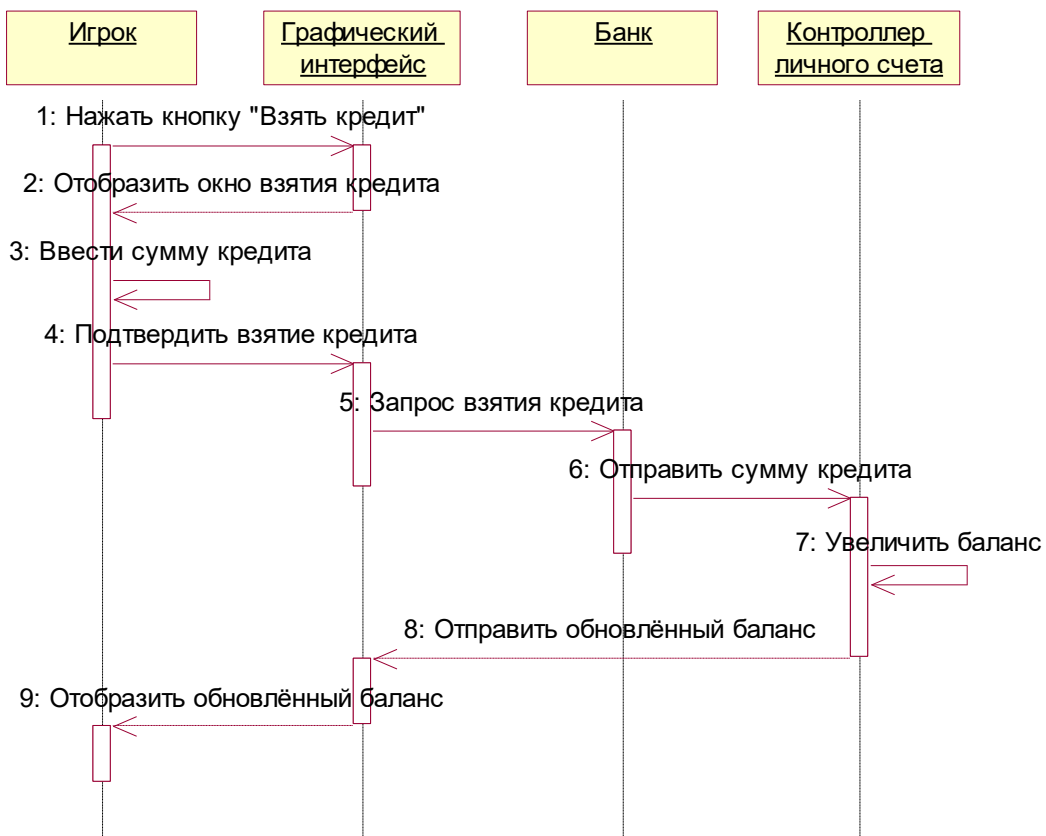 Игрок
Графический
интерфейс
Банк
Контроллер
личного счета
1: Нажать кнопку "Взять кредит"
2: Отобразить окно взятия кредита
3: Ввести сумму кредита
4: Подтвердить взятие кредита
5: Запрос взятия кредита
6: Отправить сумму кредита
7: Увеличить баланс
8: Отправить обновлённый баланс
9: Отобразить обновлённый баланс